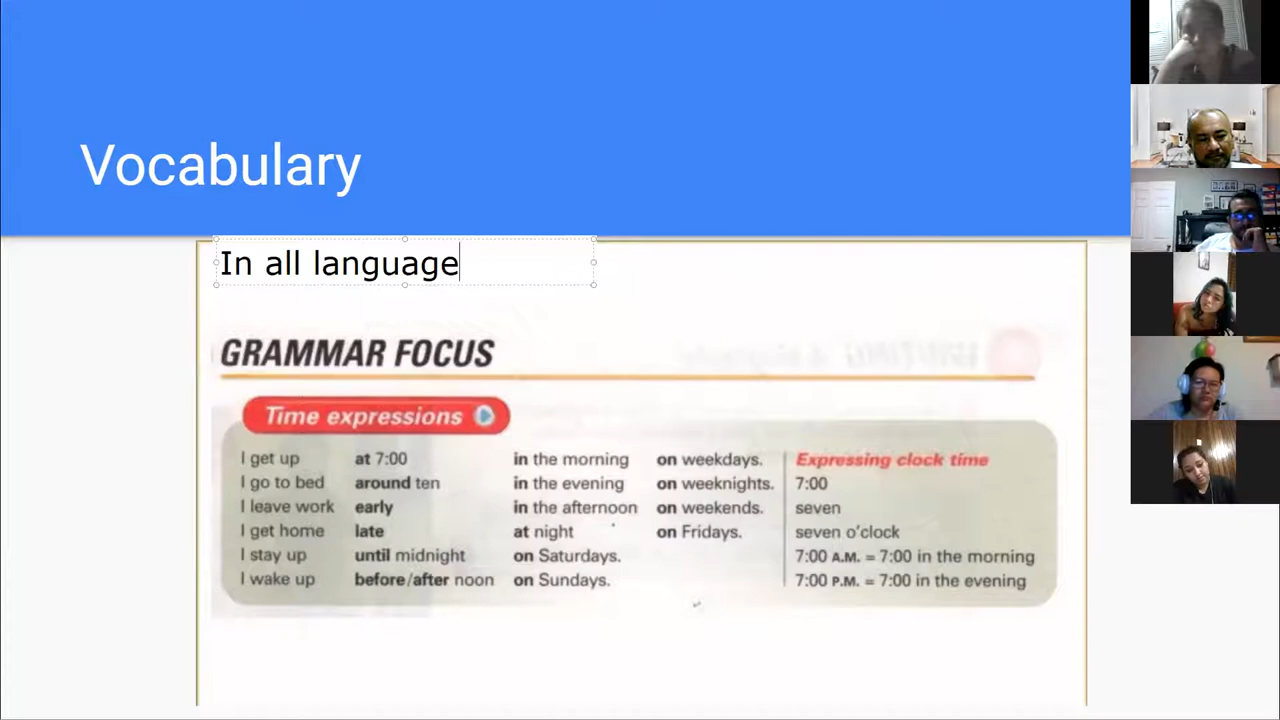 Vocabulary
In all language
GRAMMAR FOCUS
Time expressions
I get up at 7:00 in the morning on weekdays. Expressing clock time
I go to bed around ten in the evening on weeknights. 7:00
I leave work early in the afternoon on weekends. seven
I get home late at night on Fridays. seven o'clock
I stay up until midnight on Saturdays. 7:00 A.M. = 7:00 in the morning
I wake up before/after noon on Sundays. 7:00 P.M. = 7:00 in the evening